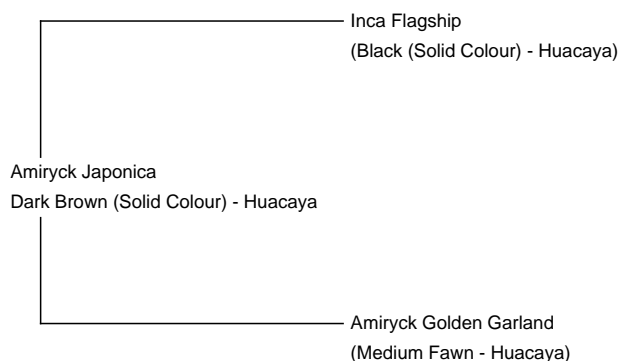 Inca Flagship
(Black (Solid Colour) - Huacaya)
Amiryck Japonica
Dark Brown (Solid Colour) - Huacaya
Amiryck Golden Garland
(Medium Fawn - Huacaya)